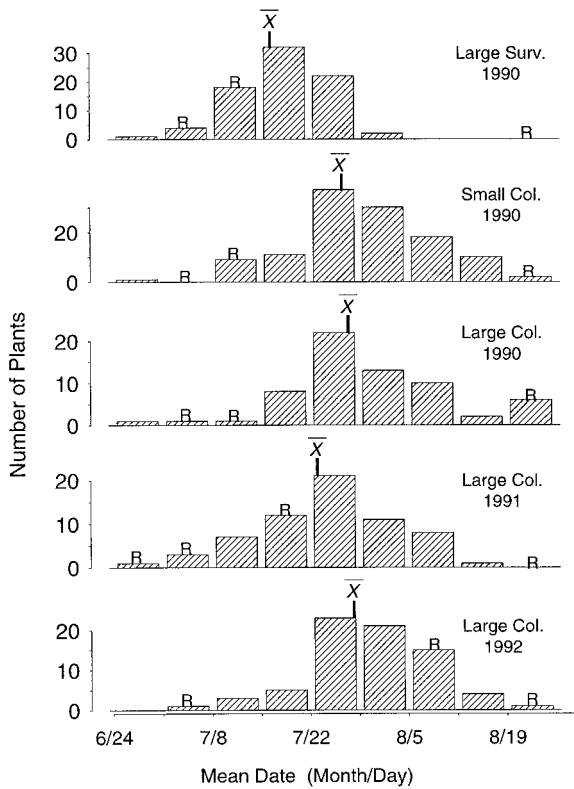 X
30
20
10
0
R
R
R
Large Surv.
1990
X
20
0
R
R
R
Small Col.
1990
X
20
10
0
R
R
R
Large Col.
1990
X
20
10
0
R
R
R
R
Large Col.
1991
X
20
10
0
R
R
R
Large Col.
1992
Number of Plants
6/24 7/8 7/22 8/5 8/19
Mean Date (Month/Day)